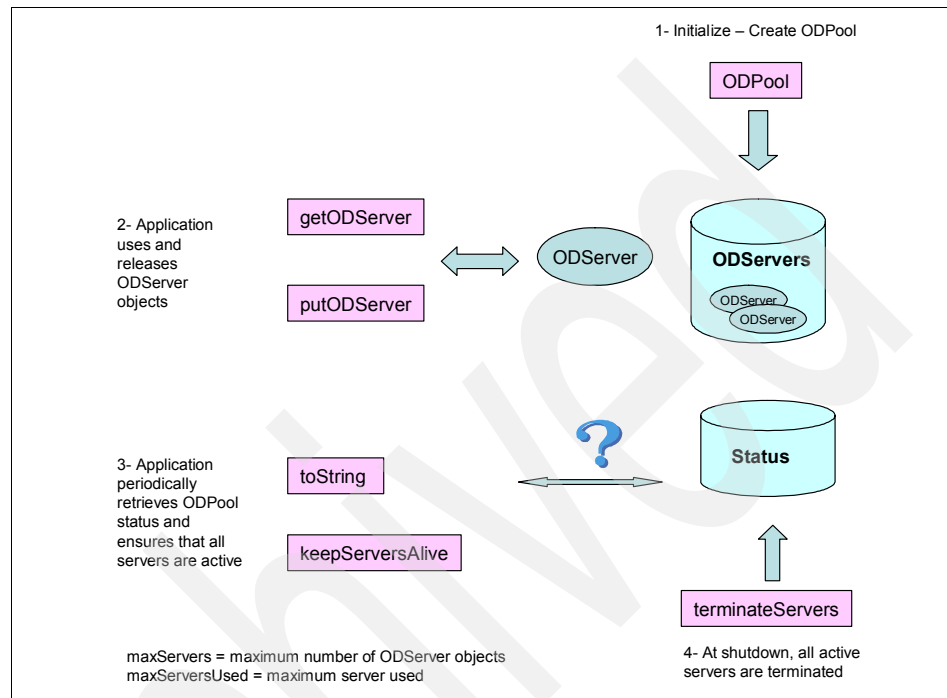 1- Initialize – Create ODPool
ODPool
2- Application
uses and
releases
ODServer
objects
getODServer
putODServer
ODServer
ODServers
ODServer
ODServer
3- Application
periodically
retrieves ODPool
status and
ensures that all
servers are active
toString
keepServersAlive
?
Status
terminateServers
4- At shutdown, all active
servers are terminated
maxServers = maximum number of ODServer objects
maxServersUsed = maximum server used
hived